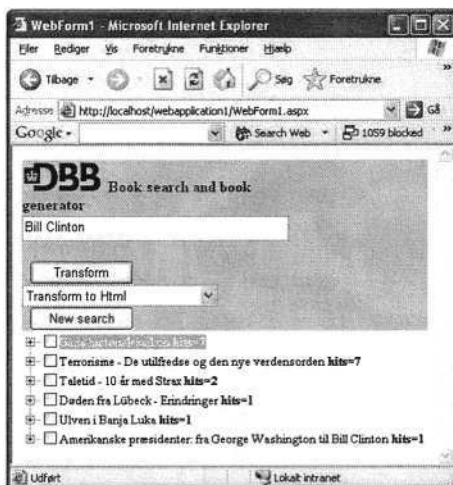 WebForm1 - Microsoft Internet Explorer
Filer Rediger Vis Foretrukne Funktioner Hjælp
Tilbage Søg Foretrukne
Adresse http://localhost/webapplication1/WebForm1.aspx Gå
Google Search Web 1059 blocked
DBB Book search and book
generator
Bill Clinton
Transform
Transform to Html
New search
Terrorisme - De utilfredse og den nye verdensorden hits=7
Taletid - 10 år med Strax hits=2
Døden fra Lübeck - Erindringer hits=1
Ulven i Banja Luka hits=1
Amerikanske præsidenter: fra George Washington til Bill Clinton hits=1
Udført Lokalt intranet